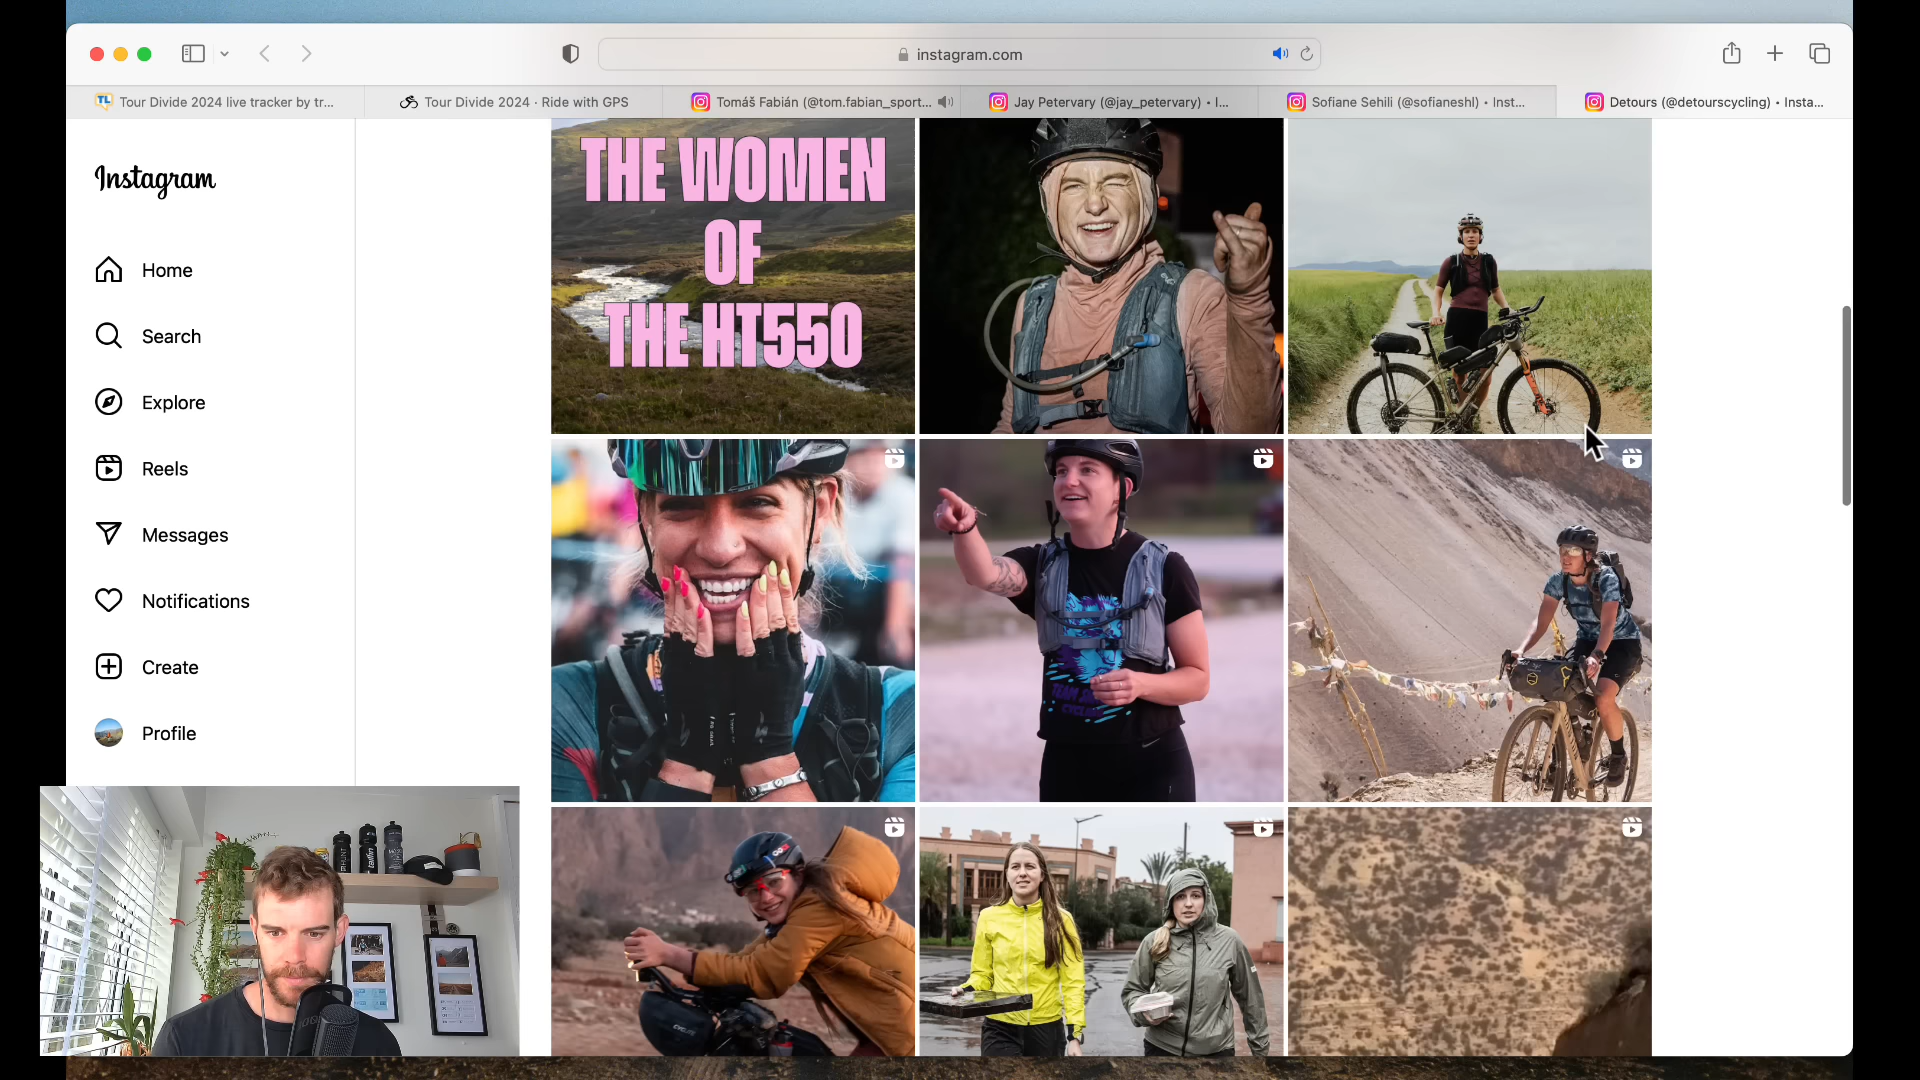 instagram.com
Tour Divide 2024 live tracker by tr...
Tour Divide 2024 · Ride with GPS
Tomáš Fabián (@tom.fabian_sport...
Jay Petervary (@jay_petervary) • I...
Sofiane Sehili (@sofianeshl) • Inst...
Detours (@detourscycling) • Insta...
Instagram
Home
Search
Explore
Reels
Messages
Notifications
Create
Profile
THE WOMEN
OF
THE HT550
tailfin